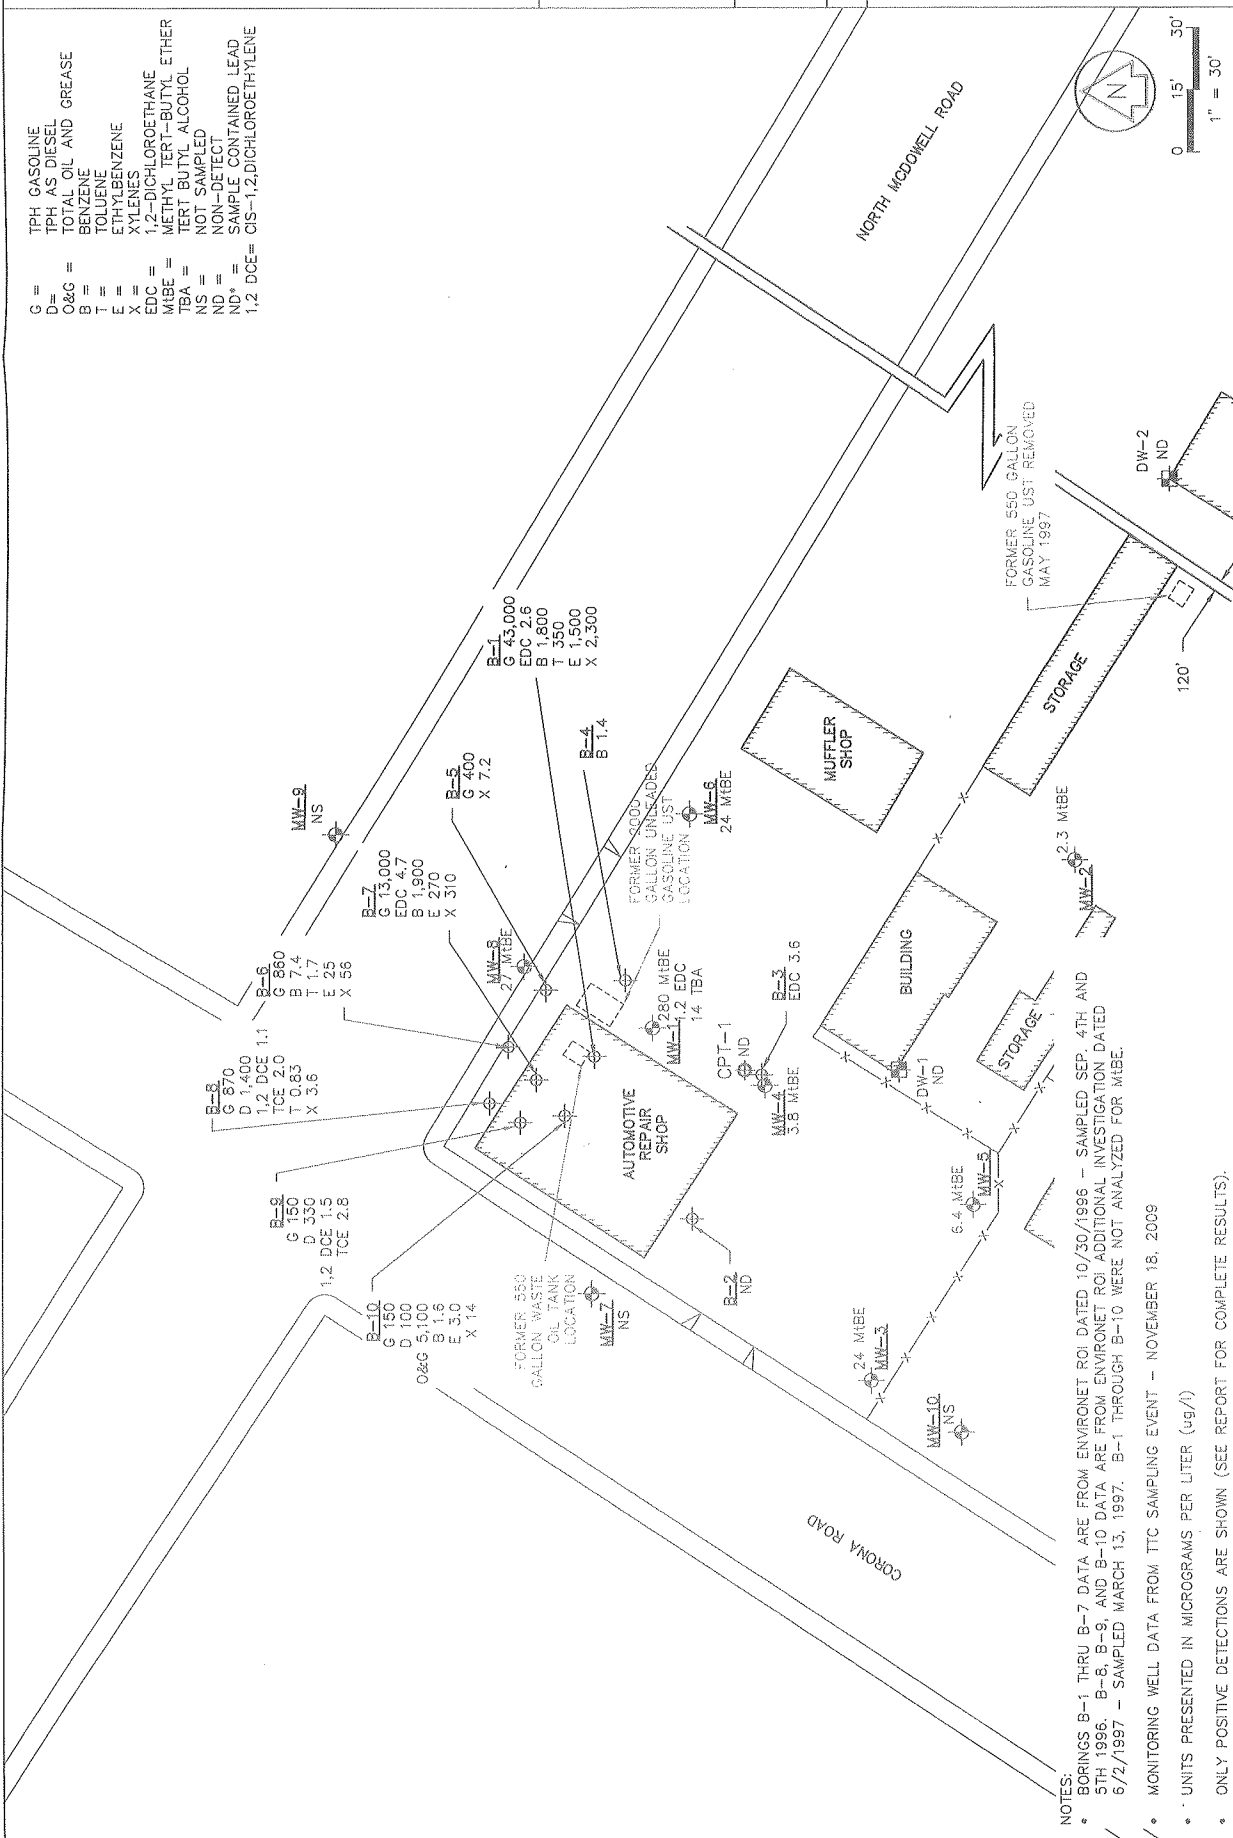 G = TPH GASOLINE
D= TPH AS DIESEL
O&G = TOTAL OIL AND GREASE
B = BENZENE
T = TOLUENE
E = ETHYLBENZENE
X = XYLENES
EDC = 1,2-DICHLOROETHANE
MtBE = METHYL TERT-BUTYL ETHER
TBA = TERT BUTYL ALCOHOL
NS = NOT SAMPLED
ND = NON-DETECT
ND* = SAMPLE CONTAINED LEAD
1,2 DCE= CIS-1,2,DICHLOROETHYLENE
MW-9
NS
B-6
G 860
B 7.4
T 1.7
E 25
X 56
B-8
G 870
D 1,400
1,2 DCE 1.1
TCE 2.0
T 0.83
X 3.6
B-9
G 150
D 330
1,2 DCE 1.5
TCE 2.8
B-10
G 150
D 100
O&G 5,100
B 1.6
E 3.0
X 14
B-7
G 13,000
EDC 4.7
B 1,900
E 270
X 310
B-5
G 400
X 7.2
B-1
G 43,000
EDC 2.6
B 1,800
T 350
E 1,500
X 2,300
B-4
B 1.4
MW-8
27 MtBE
FORMER 2000
GALLON UNLEADED
GASOLINE UST
LOCATION
MW-6
24 MtBE
FORMER 550
GALLON WASTE
OIL TANK
LOCATION
MW-7
NS
AUTOMOTIVE
REPAIR
SHOP
280 MtBE
MW-1 1.2 EDC
14 TBA
CPT-1
ND
B-3
EDC 3.6
MW-4
3.8 MtBE
B-2
ND
MUFFLER
SHOP
BUILDING
STORAGE
STORAGE
DW-1
ND
2.3 MtBE
MW-2
6.4 MtBE
MW-5
24 MtBE
MW-3
MW-10
NS
FORMER 550 GALLON
GASOLINE UST REMOVED
MAY 1997
DW-2
ND
120'
NORTH MCDOWELL ROAD
CORONA ROAD
N
0 15' 30'
1" = 30'
NOTES:
• BORINGS B-1 THRU B-7 DATA ARE FROM ENVIRONET ROI DATED 10/30/1996 - SAMPLED SEP. 4TH AND
5TH 1996. B-8, B-9, AND B-10 DATA ARE FROM ENVIRONET ROI ADDITIONAL INVESTIGATION DATED
6/2/1997 - SAMPLED MARCH 13, 1997. B-1 THROUGH B-10 WERE NOT ANALYZED FOR MtBE.
• MONITORING WELL DATA FROM TTC SAMPLING EVENT - NOVEMBER 18, 2009
• UNITS PRESENTED IN MICROGRAMS PER LITER (ug/l)
• ONLY POSITIVE DETECTIONS ARE SHOWN (SEE REPORT FOR COMPLETE RESULTS).